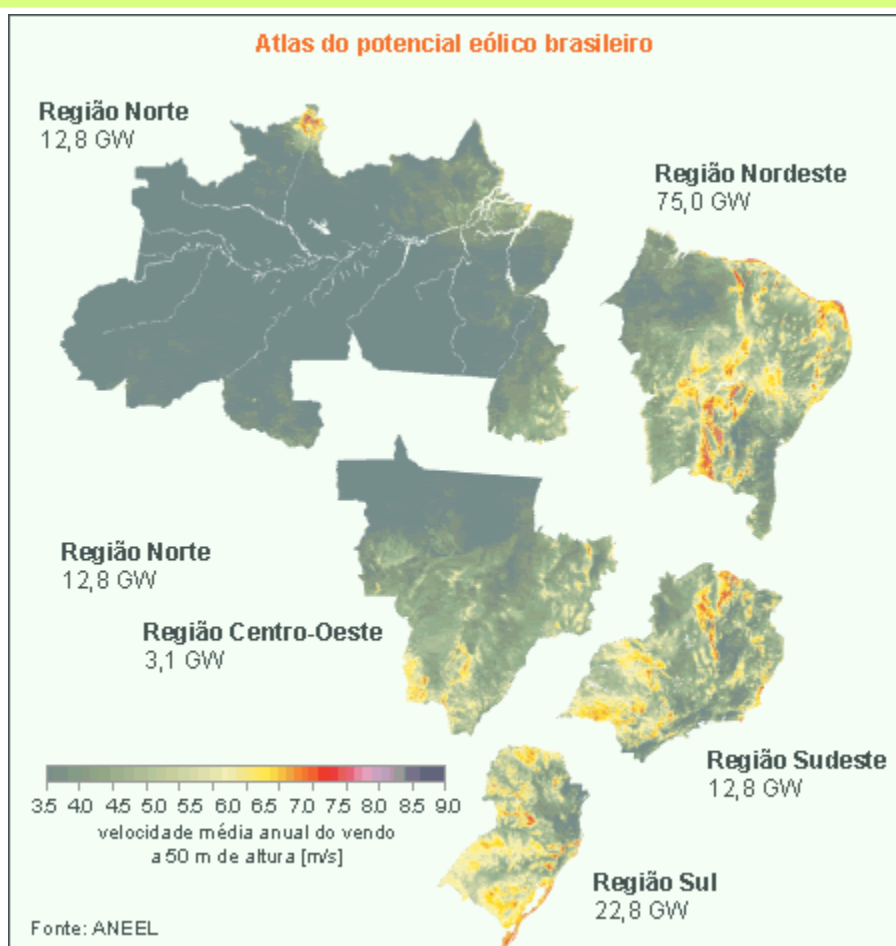 Atlas do potencial eólico brasileiro
Região Norte
12,8 GW
Região Nordeste
75,0 GW
Região Norte
12,8 GW
Região Centro-Oeste
3,1 GW
Região Sudeste
12,8 GW
3.5 4.0 4.5 5.0 5.5 6.0 6.5 7.0 7.5 8.0 8.5 9.0
velocidade média anual do vendo
a 50 m de altura [m/s]
Região Sul
22,8 GW
Fonte: ANEEL